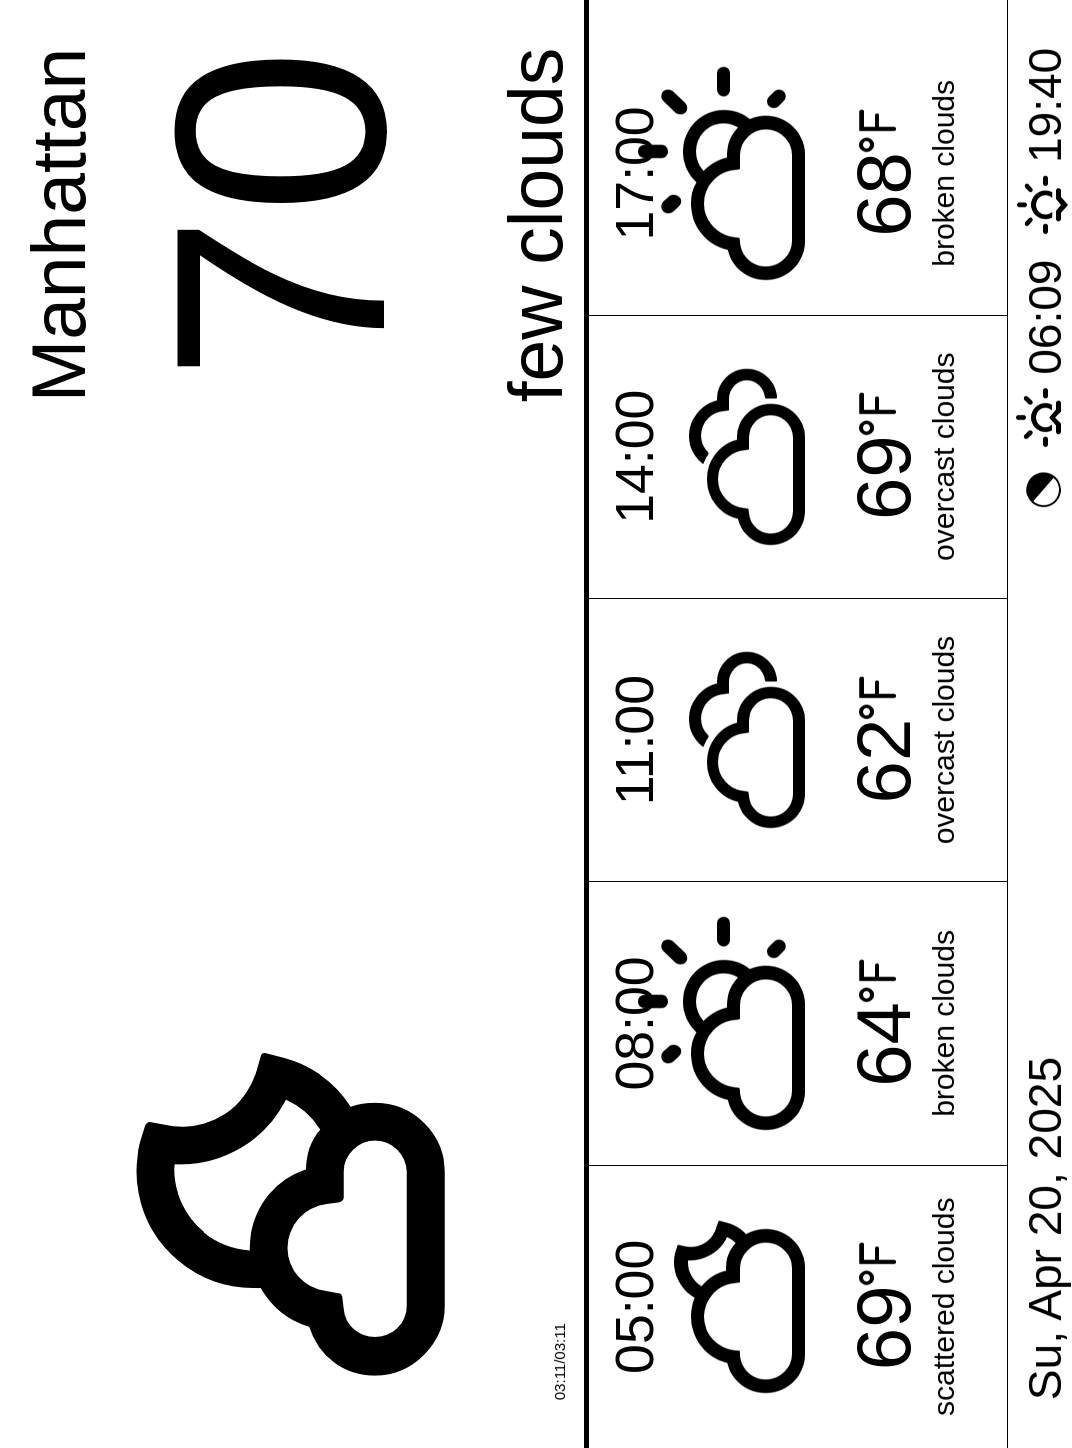 Manhattan
70
few clouds
03:11/03:11
05:00
69°F
scattered clouds
08:00
64°F
broken clouds
11:00
62°F
overcast clouds
14:00
69°F
overcast clouds
17:00
68°F
broken clouds
Su, Apr 20, 2025
06:09
19:40